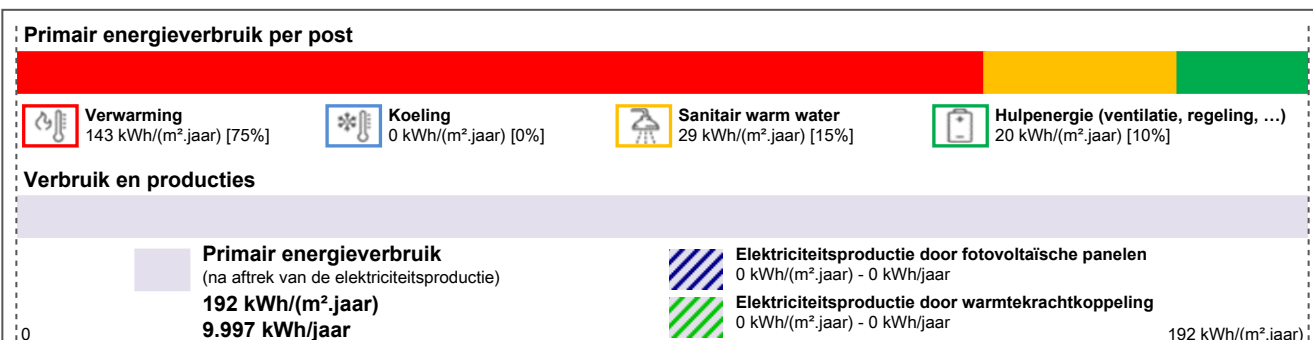 Primair energieverbruik per post
Verwarming
143 kWh/(m².jaar) [75%]
Koeling
0 kWh/(m².jaar) [0%]
Sanitair warm water
29 kWh/(m².jaar) [15%]
Hulpenergie (ventilatie, regeling, …)
20 kWh/(m².jaar) [10%]
Verbruik en producties
Primair energieverbruik
(na aftrek van de elektriciteitsproductie)
192 kWh/(m².jaar)
9.997 kWh/jaar
Elektriciteitsproductie door fotovoltaïsche panelen
0 kWh/(m².jaar) - 0 kWh/jaar
Elektriciteitsproductie door warmtekrachtkoppeling
0 kWh/(m².jaar) - 0 kWh/jaar
0
192 kWh/(m².jaar)